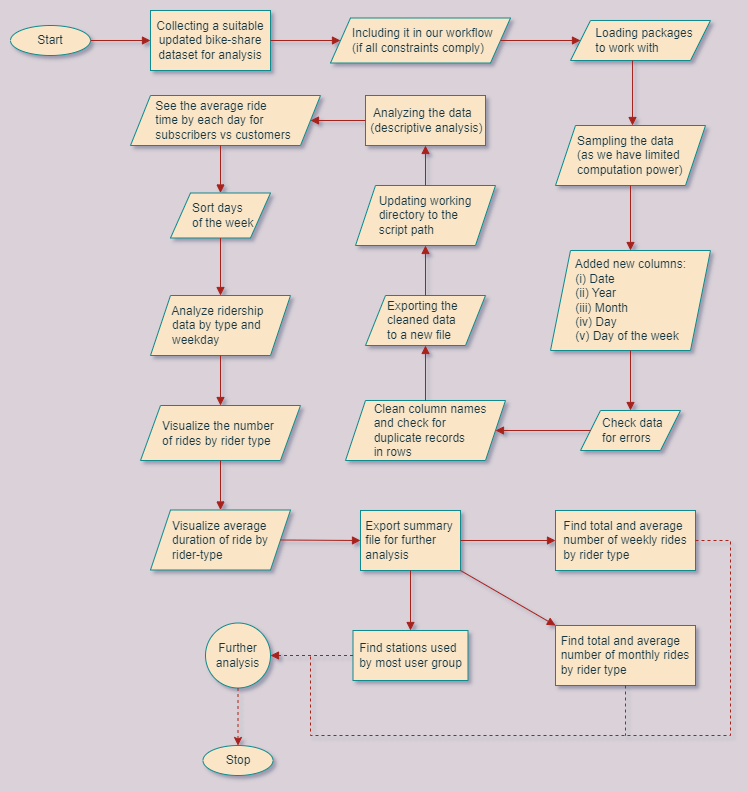 Start
Collecting a suitable
updated bike-share
dataset for analysis
Including it in our workflow
(if all constraints comply)
Loading packages
to work with
Sampling the data
(as we have limited
computation power)
Added new columns:
(i) Date
(ii) Year
(iii) Month
(iv) Day
(v) Day of the week
Check data
for errors
Clean column names
and check for
duplicate records
in rows
Exporting the
cleaned data
to a new file
Updating working
directory to the
script path
Analyzing the data
(descriptive analysis)
See the average ride
time by each day for
subscribers vs customers
Sort days
of the week
Analyze ridership
data by type and
weekday
Visualize the number
of rides by rider type
Visualize average
duration of ride by
rider-type
Export summary
file for further
analysis
Find total and average
number of weekly rides
by rider type
Find total and average
number of monthly rides
by rider type
Find stations used
by most user group
Further
analysis
Stop